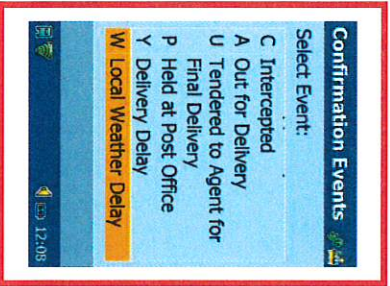 Confirmation Events
Select Event:
C Intercepted
A Out for Delivery
U Tendered to Agent for
Final Delivery
P Held at Post Office
Y Delivery Delay
W Local Weather Delay
12:08